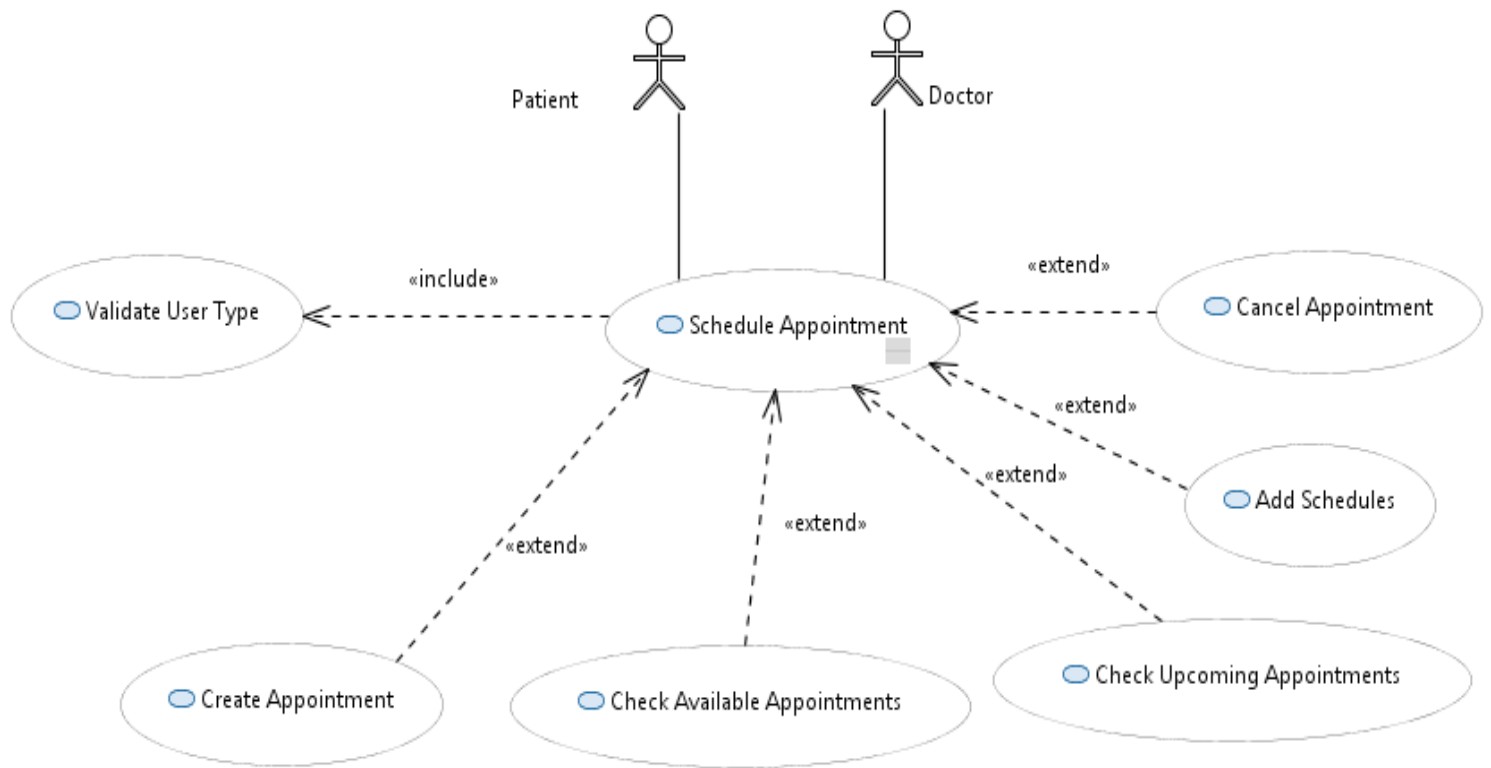 Patient
Doctor
«include»
«extend»
Validate User Type
Schedule Appointment
Cancel Appointment
«extend»
«extend»
Add Schedules
«extend»
«extend»
Create Appointment
Check Available Appointments
Check Upcoming Appointments